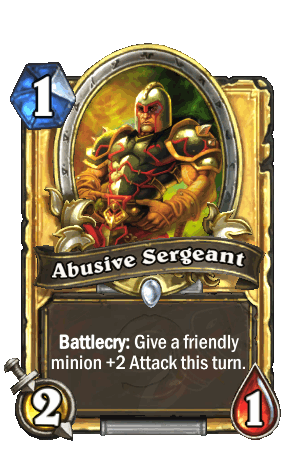 1
Abusive Sergeant
Battlecry: Give a friendly
minion +2 Attack this turn.
2
1